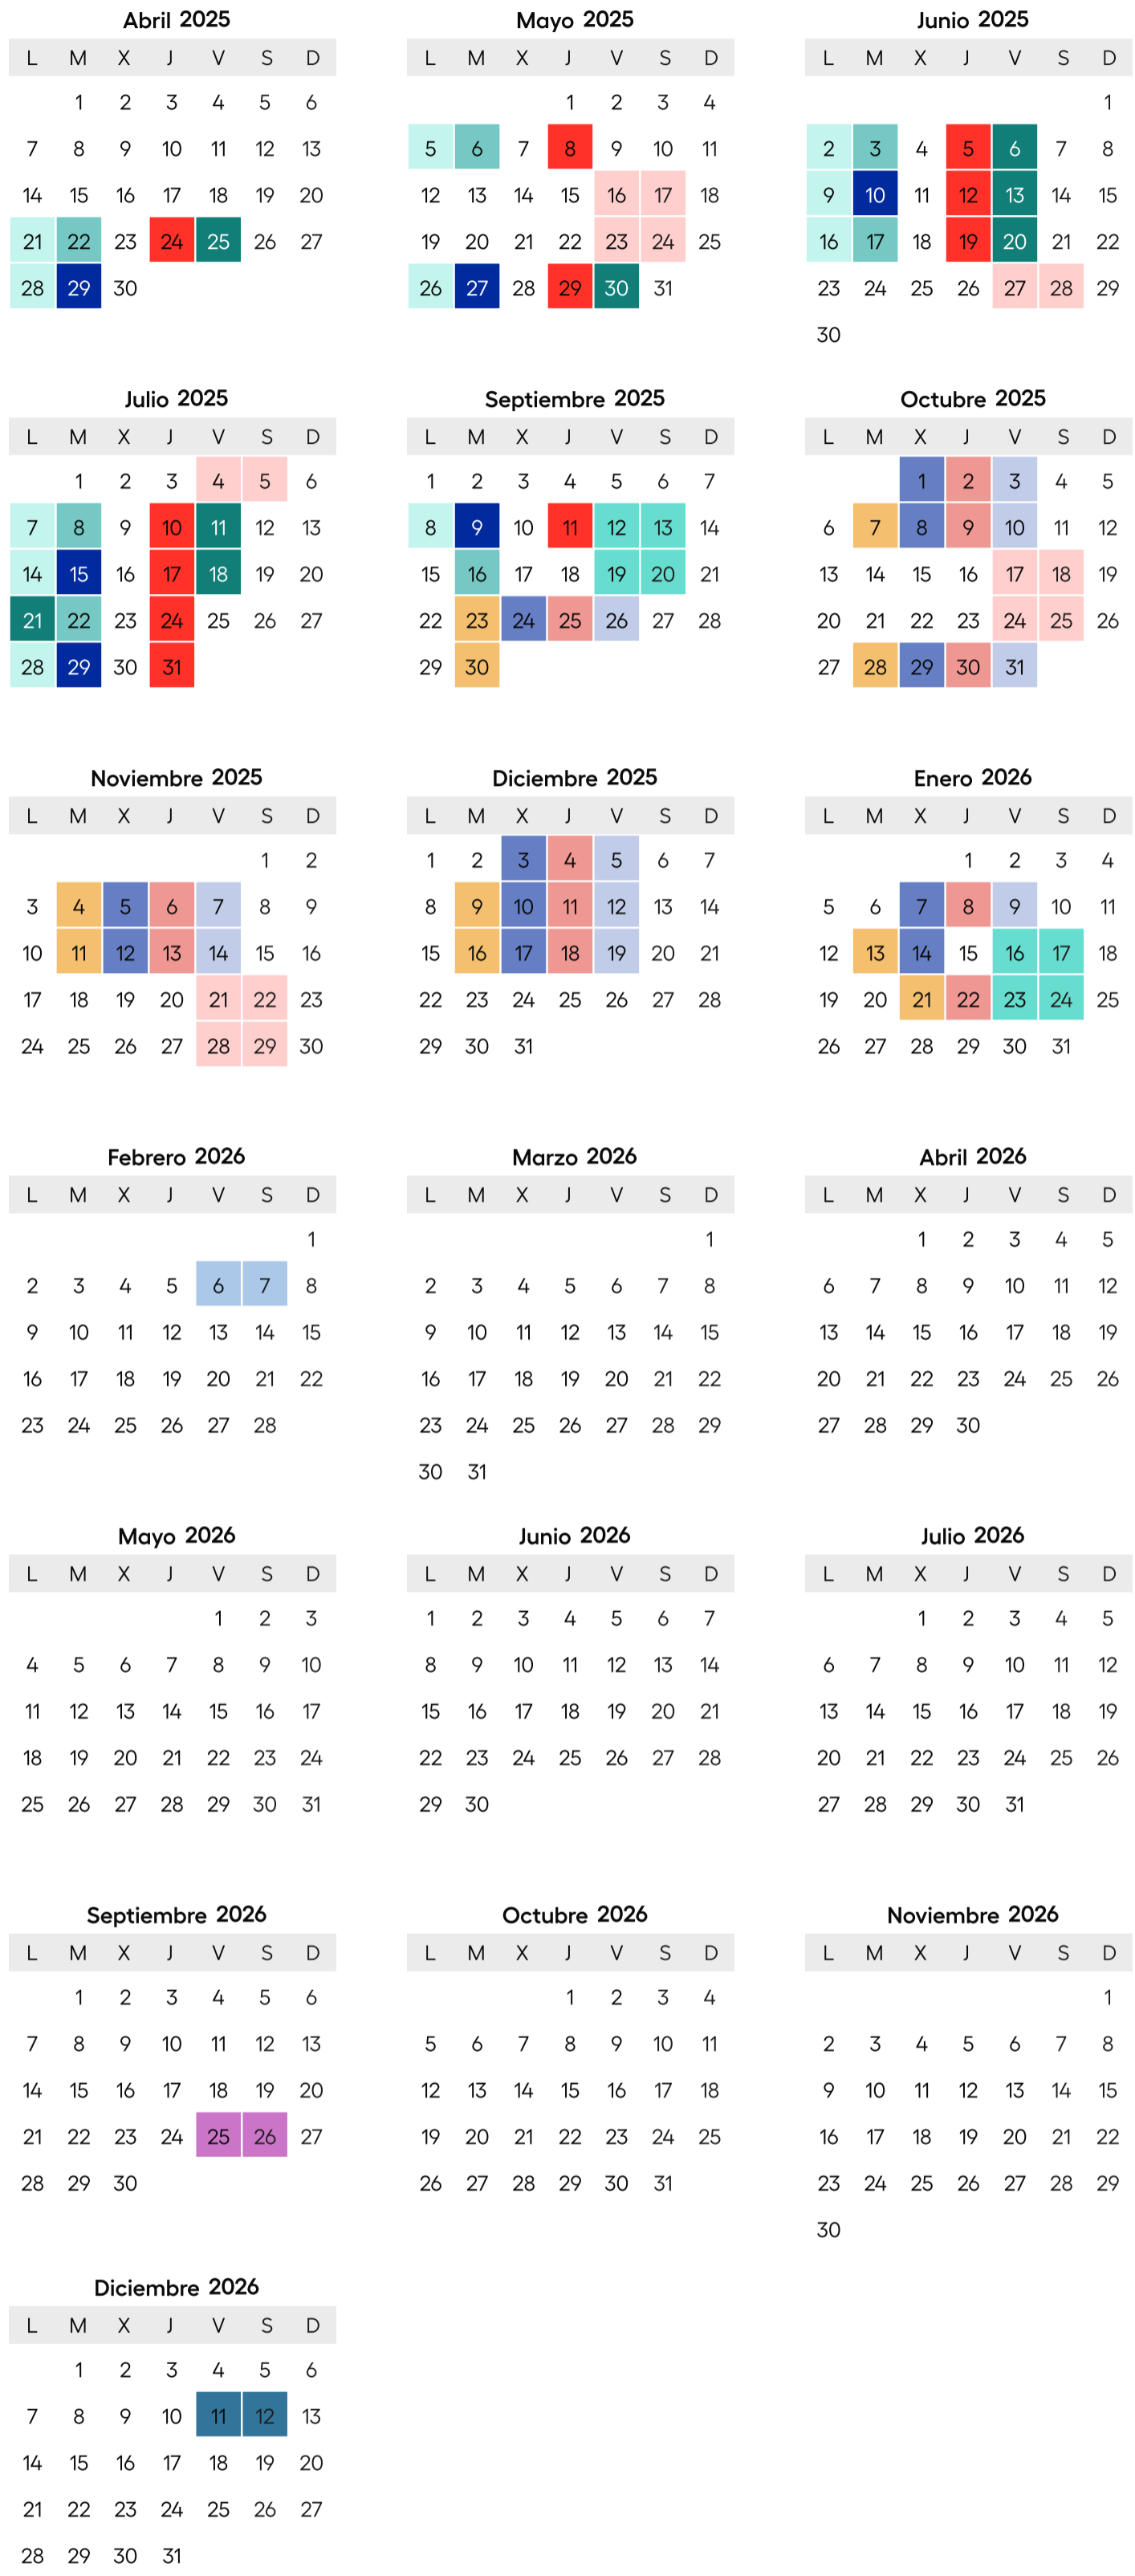 Abril 2025
L M X J V S D
1 2 3 4 5 6
7 8 9 10 11 12 13
14 15 16 17 18 19 20
21 22 23 24 25 26 27
28 29 30
Mayo 2025
L M X J V S D
1 2 3 4
5 6 7 8 9 10 11
12 13 14 15 16 17 18
19 20 21 22 23 24 25
26 27 28 29 30 31
Junio 2025
L M X J V S D
1
2 3 4 5 6 7 8
9 10 11 12 13 14 15
16 17 18 19 20 21 22
23 24 25 26 27 28 29
30
Julio 2025
L M X J V S D
1 2 3 4 5 6
7 8 9 10 11 12 13
14 15 16 17 18 19 20
21 22 23 24 25 26 27
28 29 30 31
Septiembre 2025
L M X J V S D
1 2 3 4 5 6 7
8 9 10 11 12 13 14
15 16 17 18 19 20 21
22 23 24 25 26 27 28
29 30
Octubre 2025
L M X J V S D
1 2 3 4 5
6 7 8 9 10 11 12
13 14 15 16 17 18 19
20 21 22 23 24 25 26
27 28 29 30 31
Noviembre 2025
L M X J V S D
1 2
3 4 5 6 7 8 9
10 11 12 13 14 15 16
17 18 19 20 21 22 23
24 25 26 27 28 29 30
Diciembre 2025
L M X J V S D
1 2 3 4 5 6 7
8 9 10 11 12 13 14
15 16 17 18 19 20 21
22 23 24 25 26 27 28
29 30 31
Enero 2026
L M X J V S D
1 2 3 4
5 6 7 8 9 10 11
12 13 14 15 16 17 18
19 20 21 22 23 24 25
26 27 28 29 30 31
Febrero 2026
L M X J V S D
1
2 3 4 5 6 7 8
9 10 11 12 13 14 15
16 17 18 19 20 21 22
23 24 25 26 27 28
Marzo 2026
L M X J V S D
1
2 3 4 5 6 7 8
9 10 11 12 13 14 15
16 17 18 19 20 21 22
23 24 25 26 27 28 29
30 31
Abril 2026
L M X J V S D
1 2 3 4 5
6 7 8 9 10 11 12
13 14 15 16 17 18 19
20 21 22 23 24 25 26
27 28 29 30
Mayo 2026
L M X J V S D
1 2 3
4 5 6 7 8 9 10
11 12 13 14 15 16 17
18 19 20 21 22 23 24
25 26 27 28 29 30 31
Junio 2026
L M X J V S D
1 2 3 4 5 6 7
8 9 10 11 12 13 14
15 16 17 18 19 20 21
22 23 24 25 26 27 28
29 30
Julio 2026
L M X J V S D
1 2 3 4 5
6 7 8 9 10 11 12
13 14 15 16 17 18 19
20 21 22 23 24 25 26
27 28 29 30 31
Septiembre 2026
L M X J V S D
1 2 3 4 5 6
7 8 9 10 11 12 13
14 15 16 17 18 19 20
21 22 23 24 25 26 27
28 29 30
Octubre 2026
L M X J V S D
1 2 3 4
5 6 7 8 9 10 11
12 13 14 15 16 17 18
19 20 21 22 23 24 25
26 27 28 29 30 31
Noviembre 2026
L M X J V S D
1
2 3 4 5 6 7 8
9 10 11 12 13 14 15
16 17 18 19 20 21 22
23 24 25 26 27 28 29
30
Diciembre 2026
L M X J V S D
1 2 3 4 5 6
7 8 9 10 11 12 13
14 15 16 17 18 19 20
21 22 23 24 25 26 27
28 29 30 31